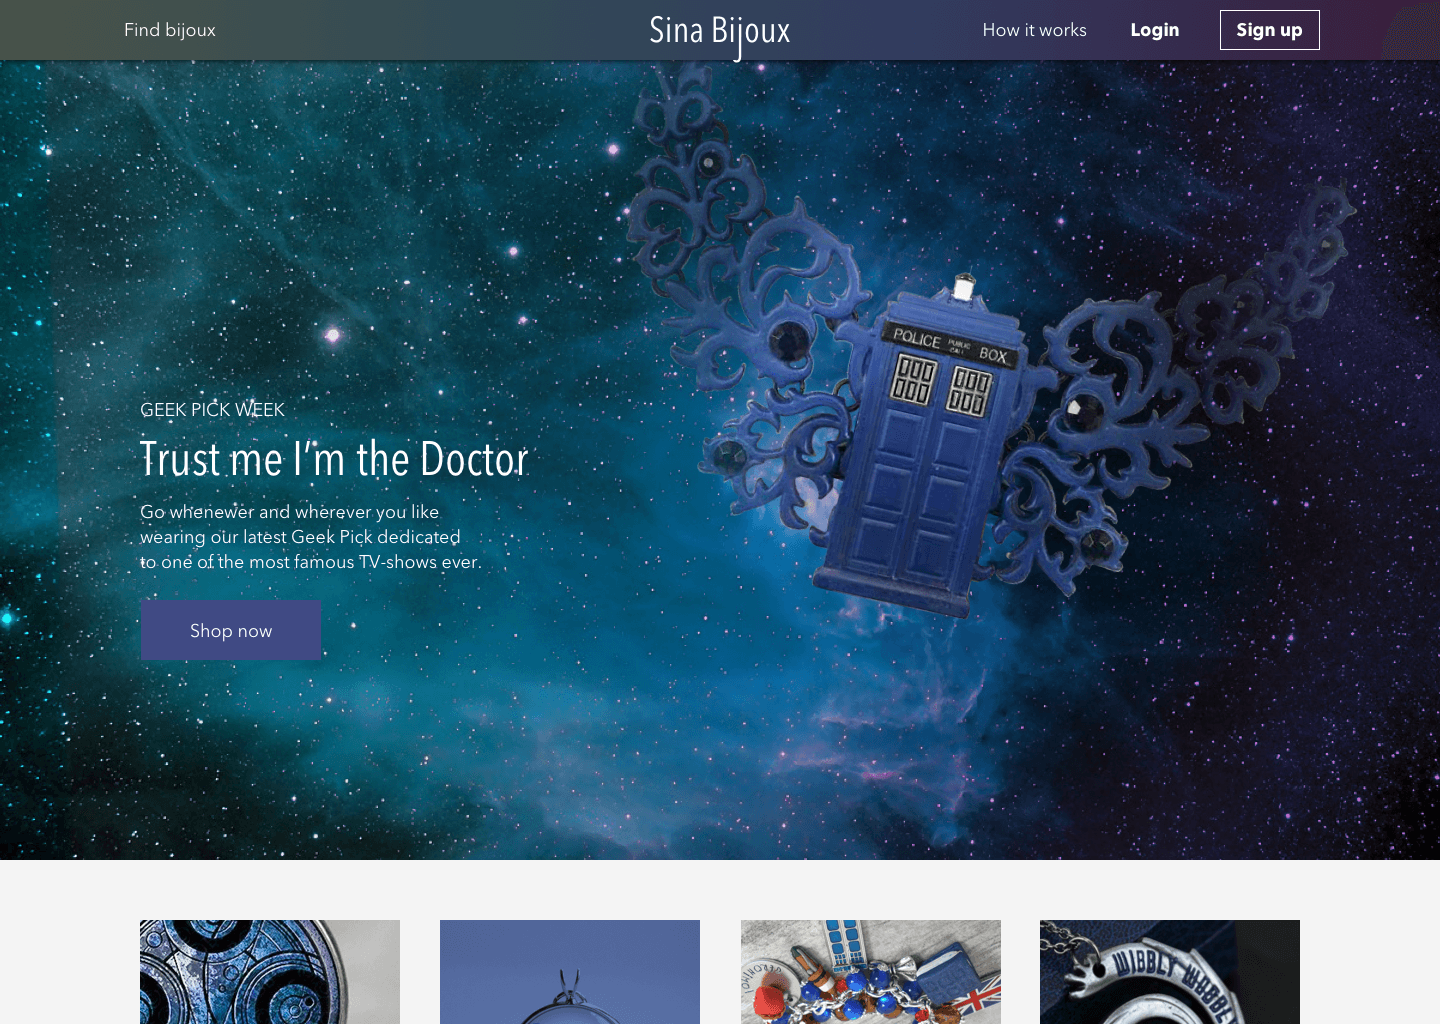 Find bijoux
Sina Bijoux
How it works
Login
Sign up
POLICE PUBLIC CALL BOX
GEEK PICK WEEK
Trust me I'm the Doctor
Go whenewer and wherever you like
wearing our latest Geek Pick dedicated
to one of the most famous TV-shows ever.
Shop now
WIBBLY WOBBL